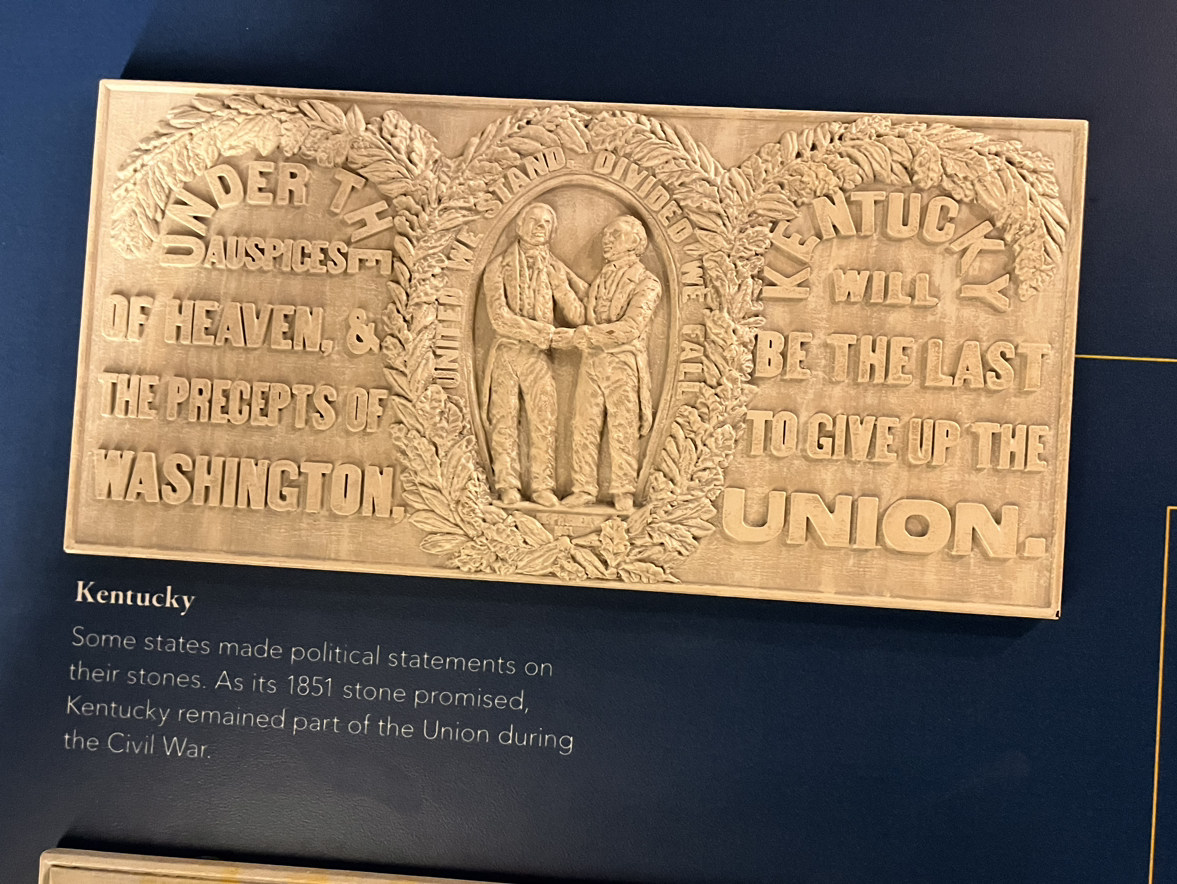 UNDER THE
AUSPICES
OF HEAVEN, &
THE PRECEPTS OF
WASHINGTON.
UNITED WE STAND. DIVIDED WE FALL
KENTUCKY
WILL
BE THE LAST
TO GIVE UP THE
UNION.
Kentucky
Some states made political statements on
their stones. As its 1851 stone promised,
Kentucky remained part of the Union during
the Civil War.